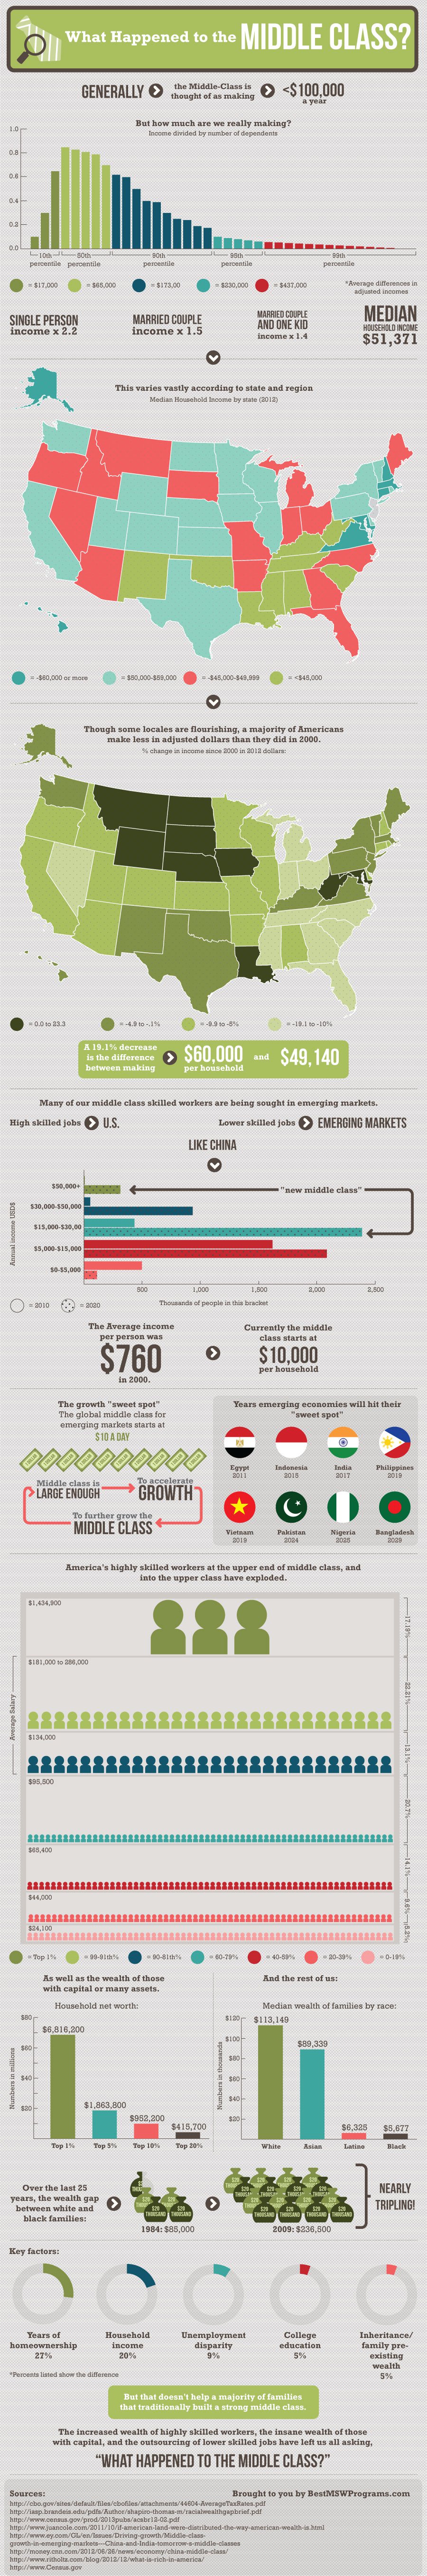 What Happened to the MIDDLE CLASS?
GENERALLY
the Middle-Class is
thought of as making
<$100,000
a year
But how much are we really making?
Income divided by number of dependents
1.0
0.8
0.6
0.4
0.2
0.0
10th
percentile
80th
percentile
90th
percentile
95th
percentile
99th
percentile
= $17,000
= $65,000
= $173,00
= $230,000
= $437,000
*Average differences in
adjusted incomes
SINGLE PERSON
income x 2.2
MARRIED COUPLE
income x 1.5
MARRIED COUPLE
AND ONE KID
income x 1.4
MEDIAN
HOUSEHOLD INCOME
$51,371
This varies vastly according to state and region
Median Household Income by state (2012)
= -$60,000 or more
= $50,000-$59,000
= -$45,000-$49,999
= <$45,000
Though some locales are flourishing, a majority of Americans
make less in adjusted dollars than they did in 2000.
% change in income since 2000 in 2012 dollars:
= 0.0 to 23.3
= -4.9 to -.1%
= -9.9 to -5%
= -19.1 to -10%
A 19.1% decrease
is the difference
between making
$60,000
per household
and
$49,140
Many of our middle class skilled workers are being sought in emerging markets.
High skilled jobs
U.S.
Lower skilled jobs
EMERGING MARKETS
LIKE CHINA
Annual income USD$
$50,000+
$30,000-$50,000
$15,000-$30,00
$5,000-$15,000
$0-$5,000
"new middle class"
500
1,000
1,500
2,000
2,500
= 2010
= 2020
Thousands of people in this bracket
The Average income
per person was
$760
in 2000.
Currently the middle
class starts at
$10,000
per household
The growth "sweet spot"
The global middle class for
emerging markets starts at
$10 A DAY
Middle class is
LARGE ENOUGH
To accelerate
GROWTH
To further grow the
MIDDLE CLASS
Years emerging economies will hit their
"sweet spot"
Egypt
2011
Indonesia
2015
India
2017
Philippines
2019
Vietnam
2019
Pakistan
2024
Nigeria
2025
Bangladesh
2029
America's highly skilled workers at the upper end of middle class, and
into the upper class have exploded.
Average Salary
$1,434,900
17.19%
$181,000 to 286,000
22.21%
$134,000
13.1%
$95,500
20.7%
$65,400
14.1%
$44,000
9.8%
$24,100
= Top 1%
= 99-91th%
= 90-81th%
= 60-79%
= 40-59%
= 20-39%
= 0-19%
As well as the wealth of those
with capital or many assets.
Household net worth:
Numbers in millions
$80
$60
$40
$20
$6,816,200
$1,863,800
$952,200
$415,700
Top 1%
Top 5%
Top 10%
Top 20%
And the rest of us:
Median wealth of families by race:
Numbers in thousands
$120
$100
$80
$60
$40
$20
$113,149
$89,339
$6,325
$5,677
White
Asian
Latino
Black
Over the last 25
years, the wealth gap
between white and
black families:
$20
THOUSAND
1984: $85,000
$20
THOUSAND
2009: $236,500
NEARLY
TRIPLING!
Key factors:
Years of
homeownership
27%
Household
income
20%
Unemployment
disparity
9%
College
education
5%
Inheritance/
family pre-
existing
wealth
5%
*Percents listed show the difference
But that doesn't help a majority of families
that traditionally built a strong middle class.
The increased wealth of highly skilled workers, the insane wealth of those
with capital, and the outsourcing of lower skilled jobs have left us all asking,
"WHAT HAPPENED TO THE MIDDLE CLASS?"
Sources:
Brought to you by BestMSWPrograms.com
http://cbo.gov/sites/default/files/cbofiles/attachments/44604-AverageTaxRates.pdf
http://iasp.brandeis.edu/pdfs/Author/shapiro-thomas-m/racialwealthgapbrief.pdf
http://www.census.gov/prod/2013pubs/acsbr12-02.pdf
http://www.juancole.com/2011/10/if-american-land-were-distributed-the-way-american-wealth-is.html
http://www.ey.com/GL/en/Issues/Driving-growth/Middle-class-
growth-in-emerging-markets---China-and-India-tomorrow-s-middle-classes
http://money.cnn.com/2012/06/26/news/economy/china-middle-class/
http://www.ritholtz.com/blog/2012/12/what-is-rich-in-america/
http://www.Census.gov